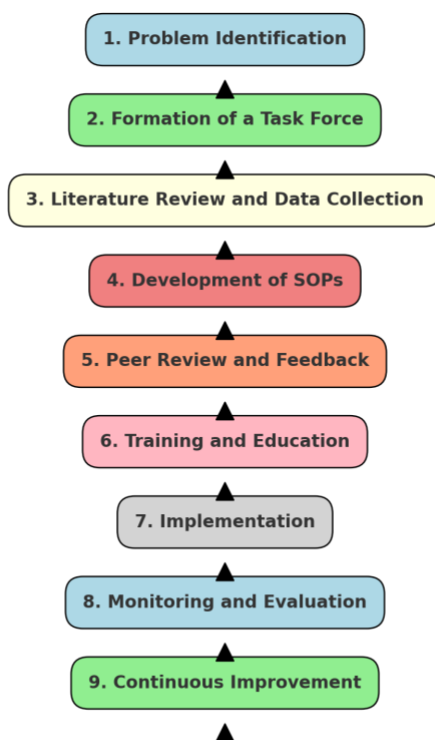 1. Problem Identification
2. Formation of a Task Force
3. Literature Review and Data Collection
4. Development of SOPs
5. Peer Review and Feedback
6. Training and Education
7. Implementation
8. Monitoring and Evaluation
9. Continuous Improvement